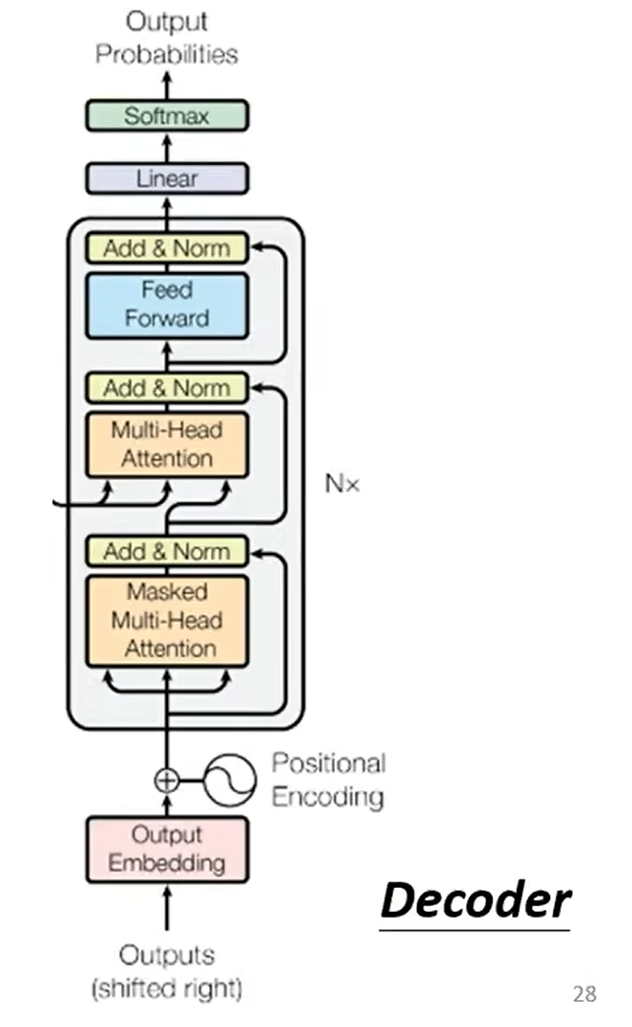 Output
Probabilities
Softmax
Linear
Add & Norm
Feed
Forward
Add & Norm
Multi-Head
Attention
N×
Add & Norm
Masked
Multi-Head
Attention
Positional
Encoding
Output
Embedding
Decoder
Outputs
(shifted right)
28